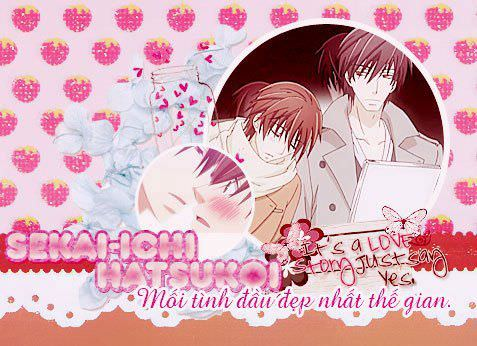 SEKAI-ICHI
HATSUKOI
It's a LOVE
story, just say
Yes.
Mối tình đầu đẹp nhất thế gian.